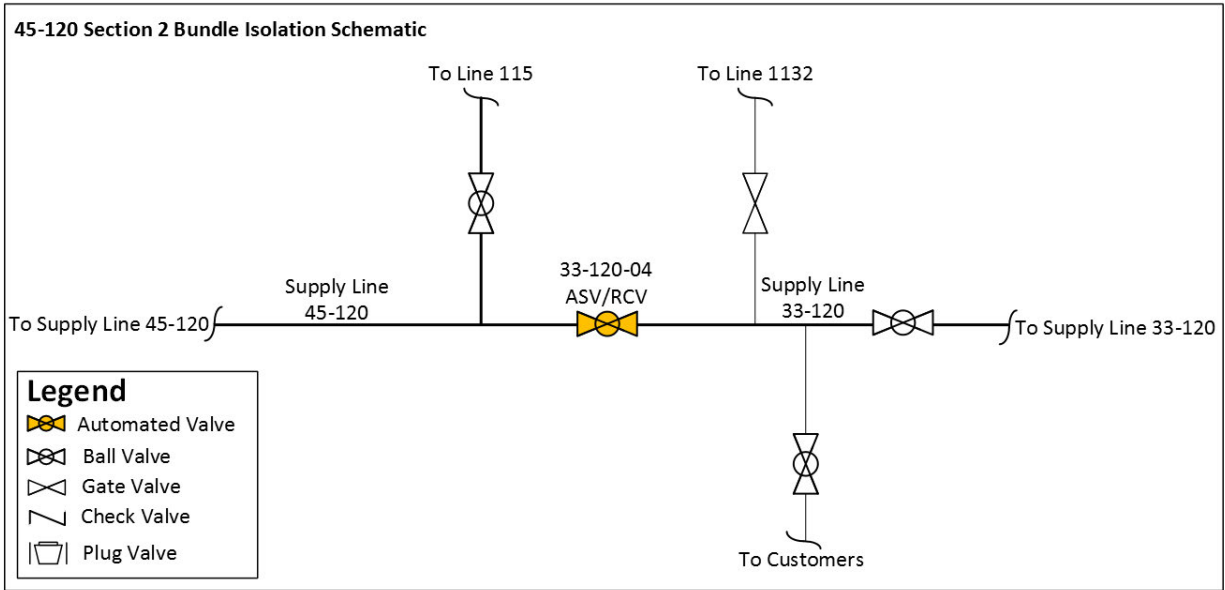 45-120 Section 2 Bundle Isolation Schematic
To Line 115
To Line 1132
Supply Line
45-120
33-120-04
ASV/RCV
Supply Line
33-120
To Supply Line 45-120
To Supply Line 33-120
Legend
Automated Valve
Ball Valve
Gate Valve
Check Valve
Plug Valve
To Customers